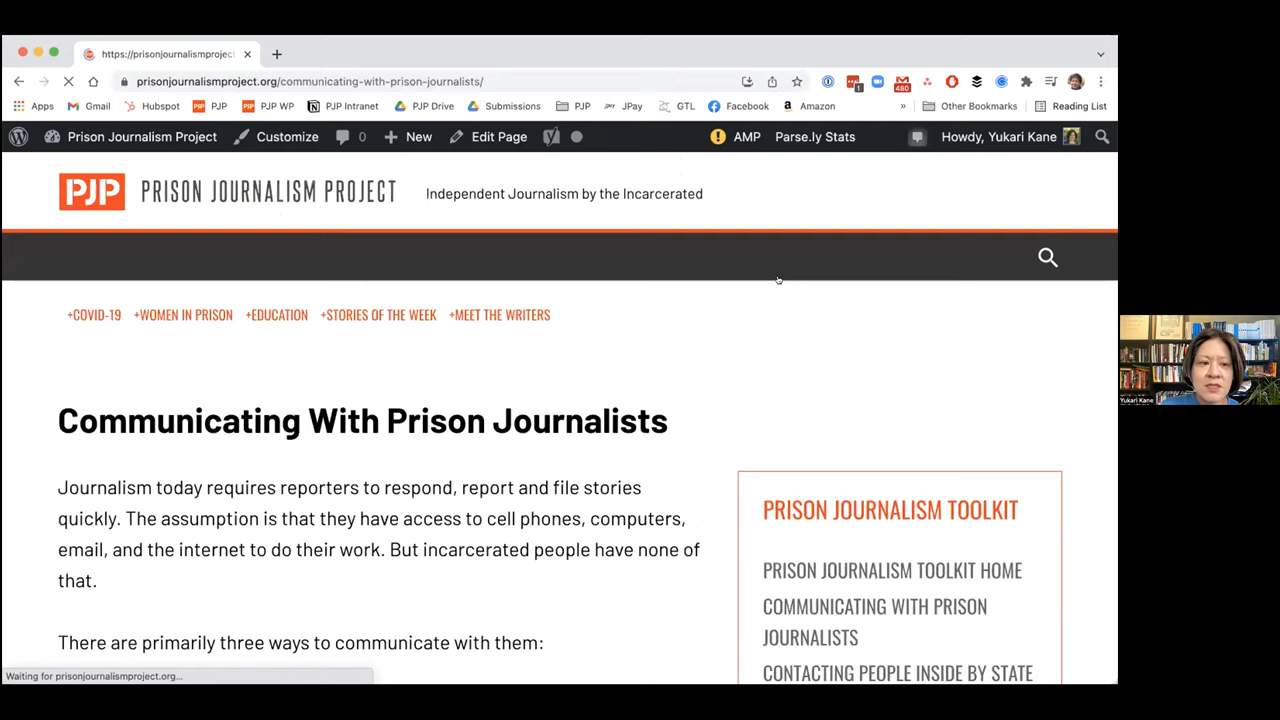 https://prisonjournalismproject
prisonjournalismproject.org/communicating-with-prison-journalists/
1
480
Apps Gmail Hubspot PJP PJP WP PJP Intranet PJP Drive Submissions PJP JPay GTL Facebook Amazon » Other Bookmarks Reading List
Prison Journalism Project Customize 0 New Edit Page AMP Parse.ly Stats Howdy, Yukari Kane
PJP PRISON JOURNALISM PROJECT Independent Journalism by the Incarcerated
+COVID-19 +WOMEN IN PRISON +EDUCATION +STORIES OF THE WEEK +MEET THE WRITERS
Communicating With Prison Journalists
Journalism today requires reporters to respond, report and file stories
quickly. The assumption is that they have access to cell phones, computers,
email, and the internet to do their work. But incarcerated people have none of
that.
There are primarily three ways to communicate with them:
PRISON JOURNALISM TOOLKIT
PRISON JOURNALISM TOOLKIT HOME
COMMUNICATING WITH PRISON
JOURNALISTS
CONTACTING PEOPLE INSIDE BY STATE
Waiting for prisonjournalismproject.org...
Yukari Kane